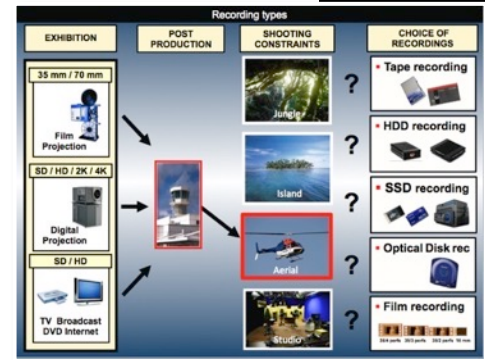 Recording types
EXHIBITION
POST
PRODUCTION
SHOOTING
CONSTRAINTS
CHOICE OF
RECORDINGS
35 mm / 70 mm
Film
Projection
SD / HD / 2K / 4K
Digital
Projection
SD / HD
TV Broadcast
DVD Internet
Jungle
Island
Aerial
Studio
?
?
?
?
?
* Tape recording
* HDD recording
* SSD recording
* Optical Disk rec
* Film recording